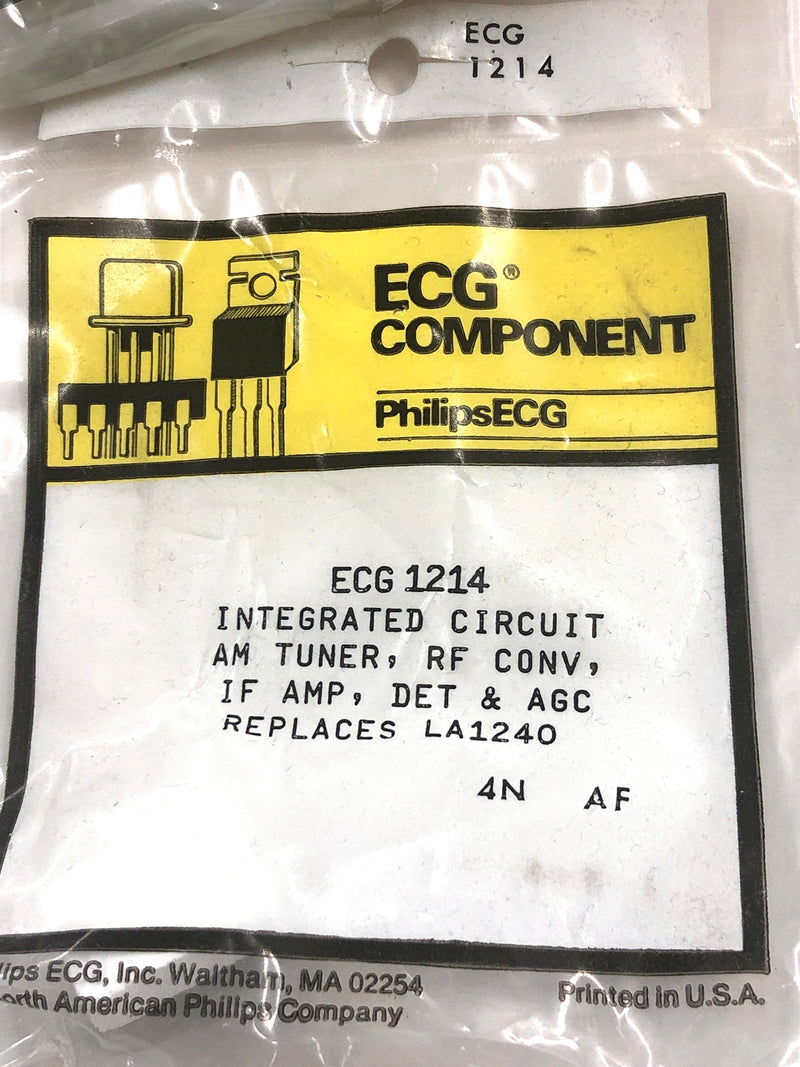 ECG
1214
ECG®
COMPONENT
PhilipsECG
ECG 1214
INTEGRATED CIRCUIT
AM TUNER, RF CONV,
IF AMP, DET & AGC
REPLACES LA1240
4N AF
ECG, Inc. Waltham, MA 02254
American Philips Company
Printed in U.S.A.